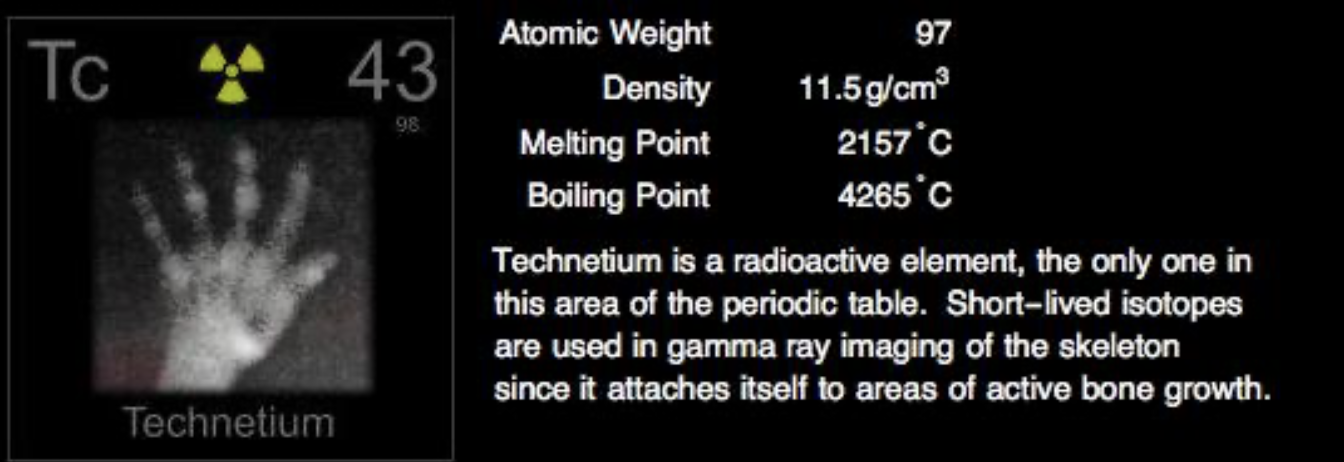 Tc 43
98
Technetium
Atomic Weight 97
Density 11.5 g/cm³
Melting Point 2157 °C
Boiling Point 4265 °C
Technetium is a radioactive element, the only one in
this area of the periodic table. Short-lived isotopes
are used in gamma ray imaging of the skeleton
since it attaches itself to areas of active bone growth.